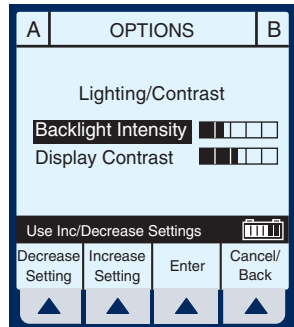 A OPTIONS B
Lighting/Contrast
Backlight Intensity
Display Contrast
Use Inc/Decrease Settings
Decrease Setting
Increase Setting
Enter
Cancel/Back